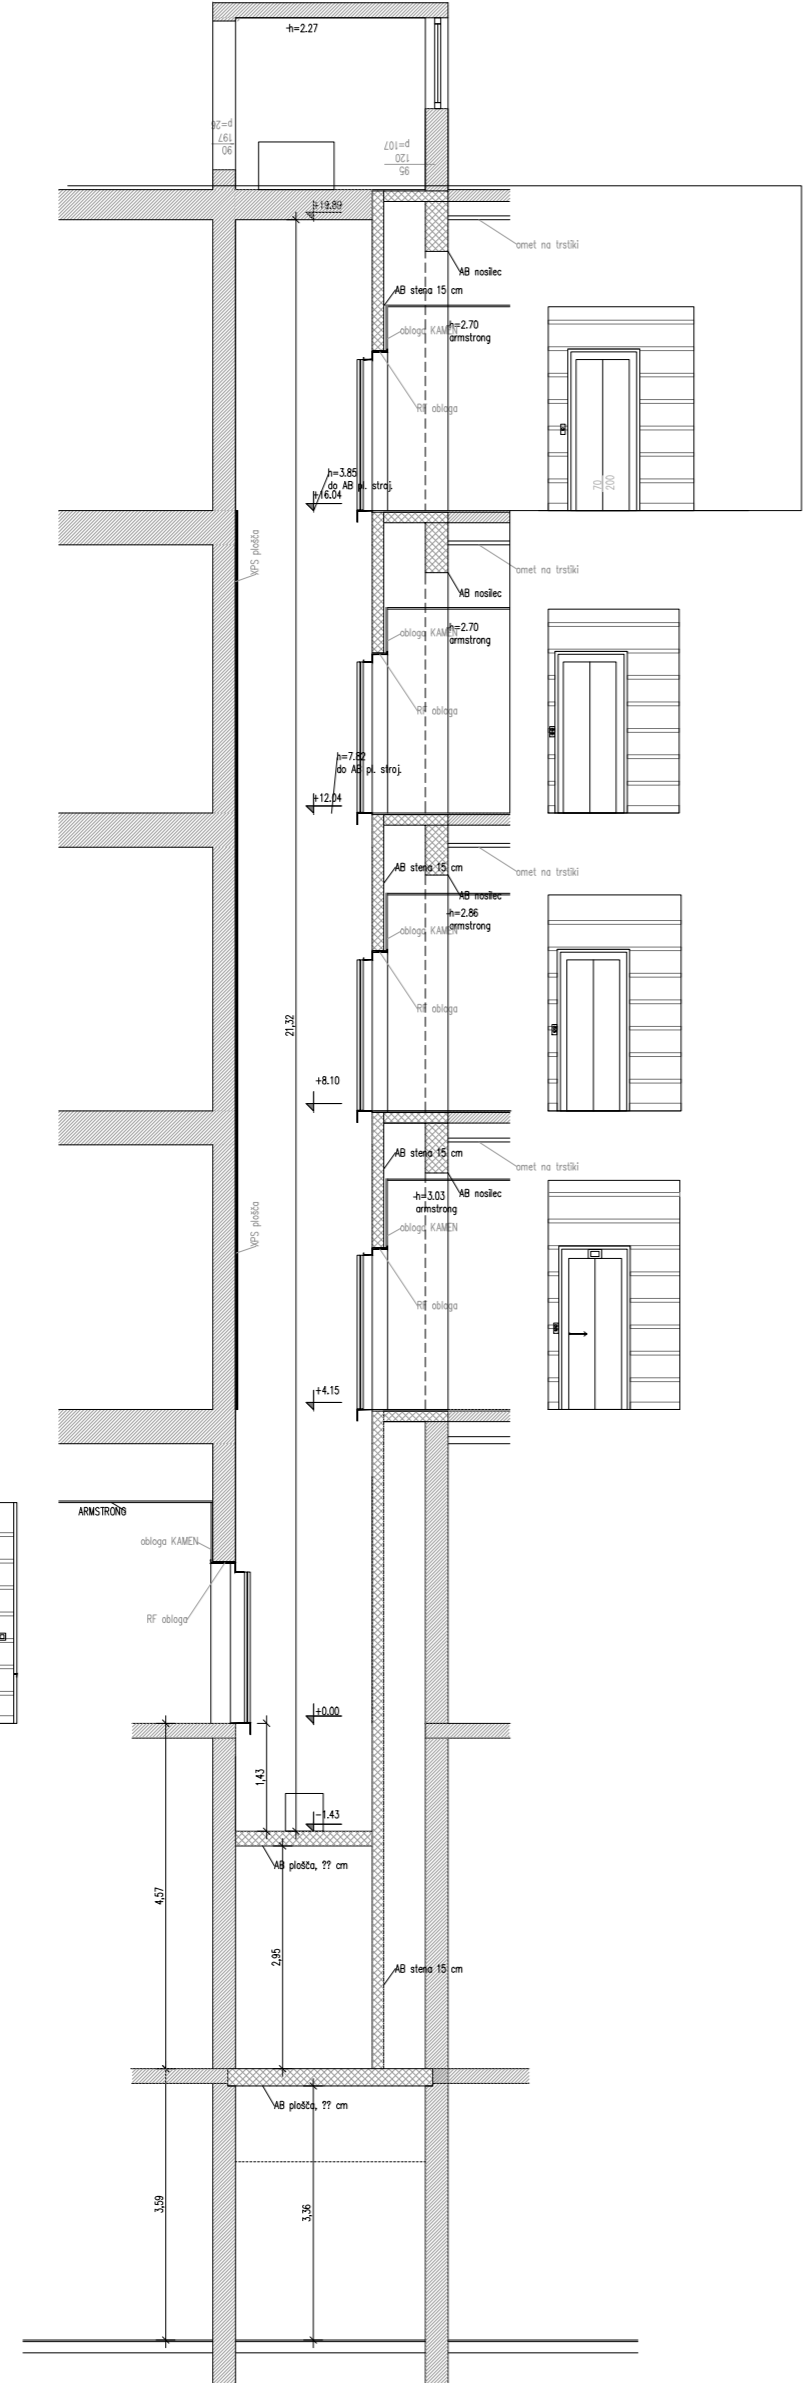 h=2.27
p=26
197
90
p=107
120
95
+19.89
omet na trstiki
AB nosilec
AB stena 15 cm
h=2.70
armstrong
obloga KAMEN
RF obloga
70
200
h=3.85
do AB pl. stroj.
+16.04
XPS plošča
omet na trstiki
AB nosilec
h=2.70
armstrong
obloga KAMEN
RF obloga
h=7.82
do AB pl. stroj.
+12.04
AB stena 15 cm
omet na trstiki
AB nosilec
h=2.86
armstrong
obloga KAMEN
RF obloga
21,32
+8.10
AB stena 15 cm
omet na trstiki
AB nosilec
h=3.03
armstrong
obloga KAMEN
XPS plošča
RF obloga
+4.15
ARMSTRONG
obloga KAMEN
RF obloga
+0.00
1,43
-1.43
AB plošča, ?? cm
4,57
2,95
AB stena 15 cm
AB plošča, ?? cm
3,59
3,36